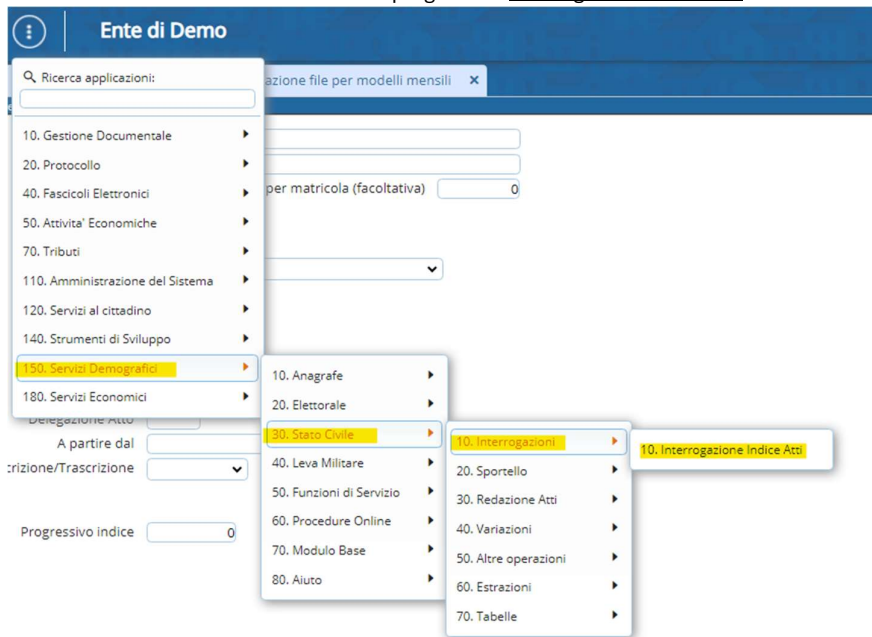 Ente di Demo
Ricerca applicazioni:
azione file per modelli mensili ×
10. Gestione Documentale
20. Protocollo
40. Fascicoli Elettronici
50. Attivita' Economiche
70. Tributi
110. Amministrazione del Sistema
120. Servizi al cittadino
140. Strumenti di Sviluppo
150. Servizi Demografici
180. Servizi Economici
per matricola (facoltativa) 0
Delegazione Atto
A partire dal
crizione/Trascrizione
Progressivo indice 0
10. Anagrafe
20. Elettorale
30. Stato Civile
40. Leva Militare
50. Funzioni di Servizio
60. Procedure Online
70. Modulo Base
80. Aiuto
10. Interrogazioni
20. Sportello
30. Redazione Atti
40. Variazioni
50. Altre operazioni
60. Estrazioni
70. Tabelle
10. Interrogazione Indice Atti